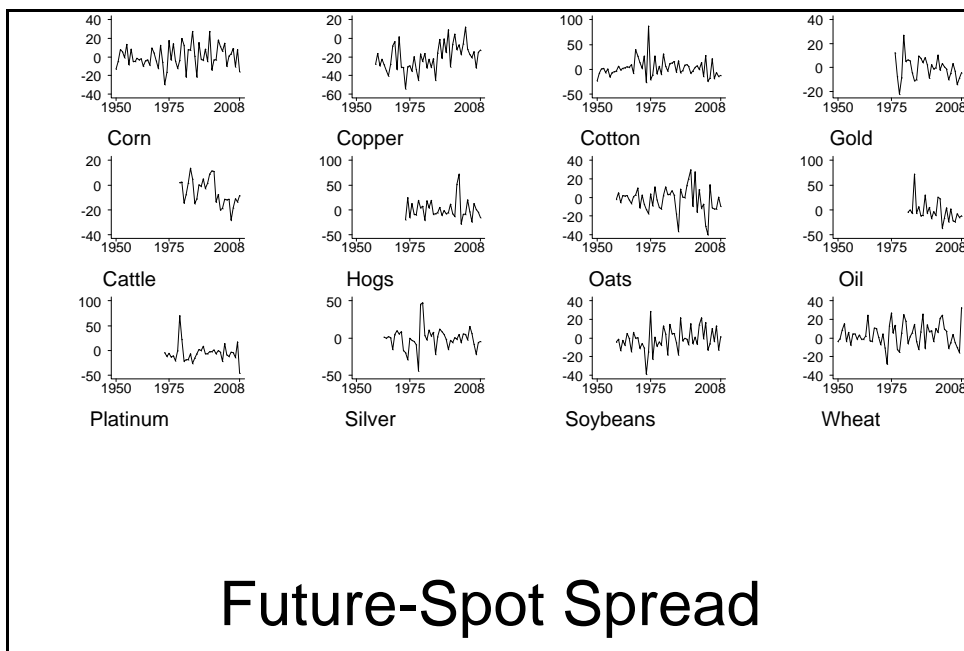 40 20 0 -20 -40 -60
1950 1975 2008
Corn
20 0 -20 -40 -60
1950 1975 2008
Copper
100 50 0 -50
1950 1975 2008
Cotton
40 20 0 -20
1950 1975 2008
Gold
20 0 -20 -40
1950 1975 2008
Cattle
100 50 0 -50
1950 1975 2008
Hogs
40 20 0 -20 -40
1950 1975 2008
Oats
100 50 0 -50
1950 1975 2008
Oil
100 50 0 -50
1950 1975 2008
Platinum
50 0 -50
1950 1975 2008
Silver
40 20 0 -20 -40
1950 1975 2008
Soybeans
40 20 0 -20 -40
1950 1975 2008
Wheat
Future-Spot Spread